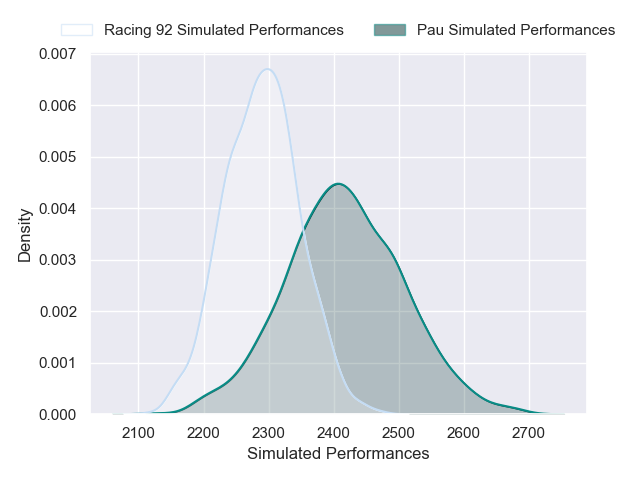 Racing 92 Simulated Performances
Pau Simulated Performances
0.007
0.006
0.005
0.004
0.003
0.002
0.001
0.000
Density
2100 2200 2300 2400 2500 2600 2700
Simulated Performances